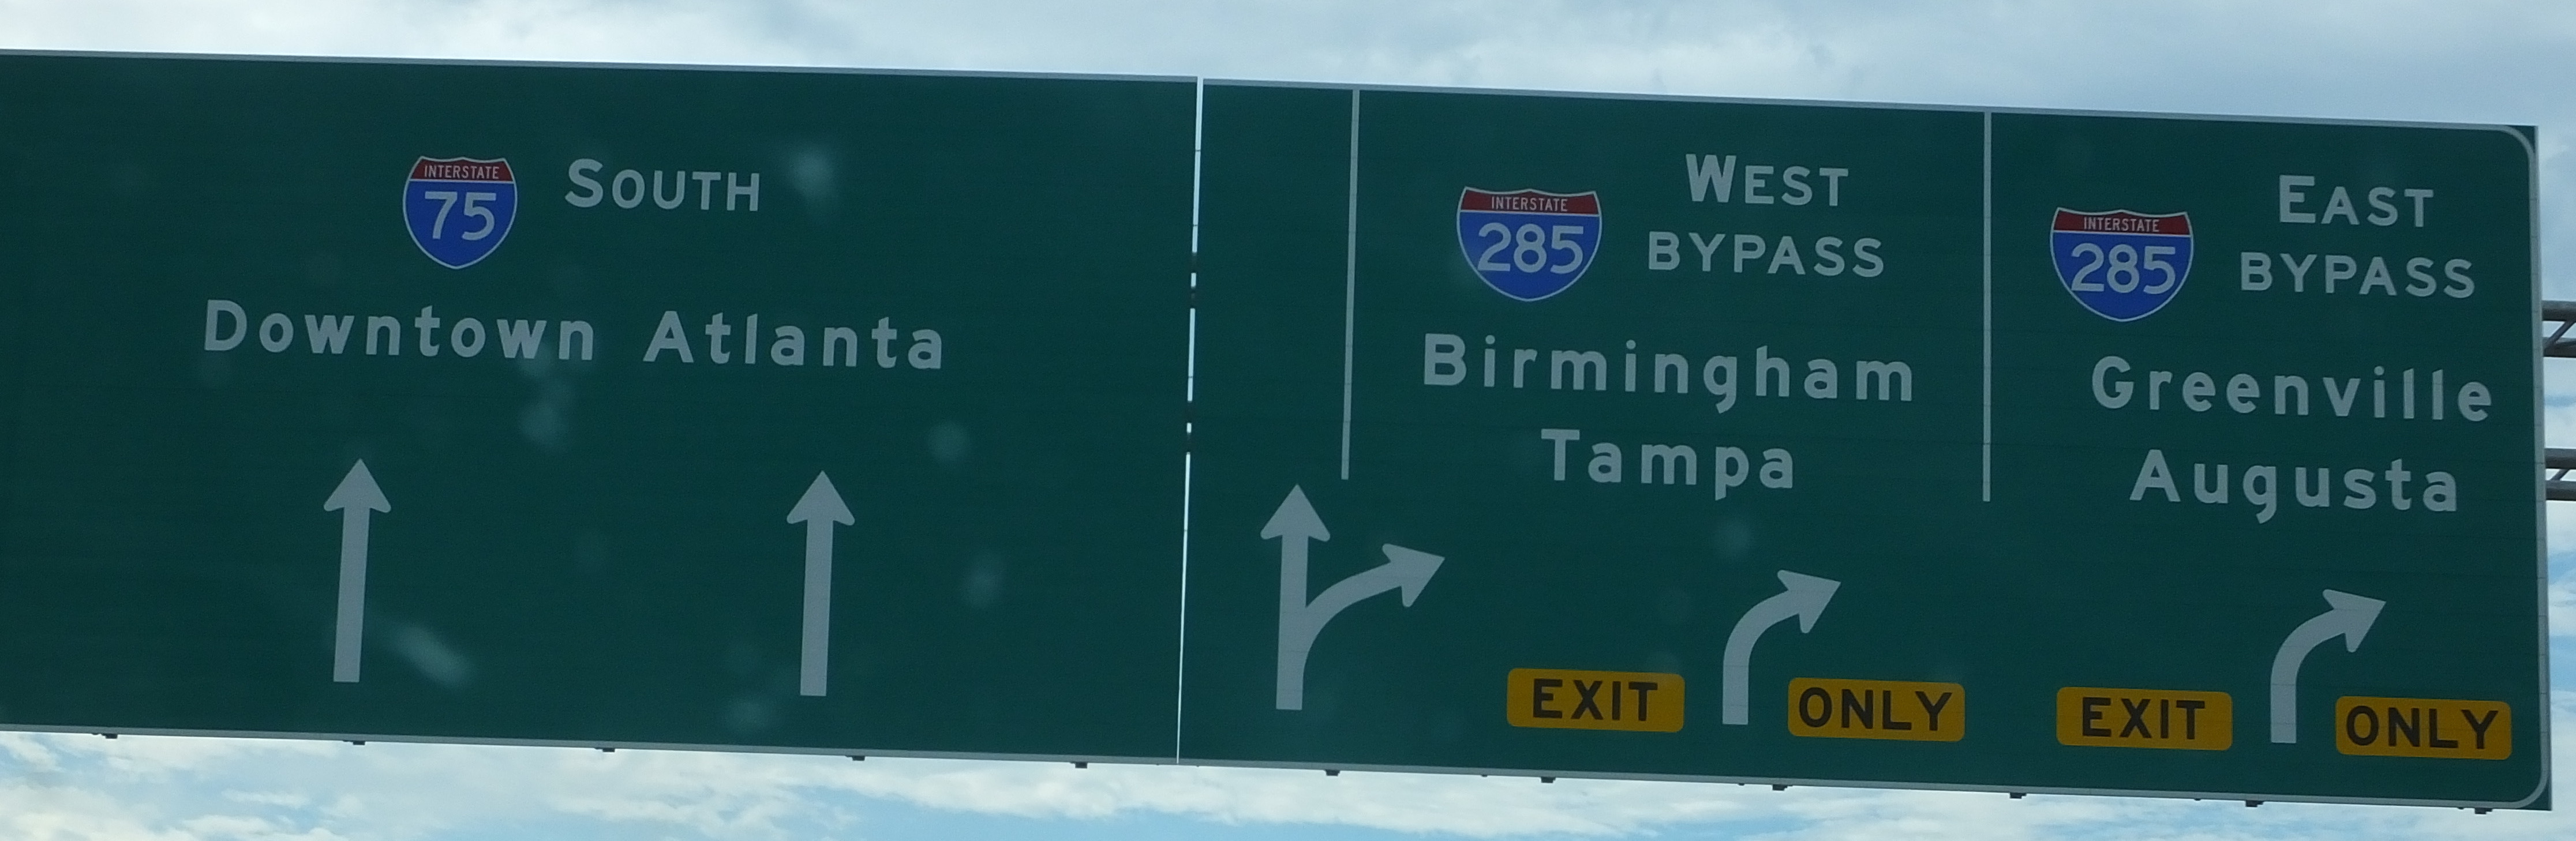 INTERSTATE
75
SOUTH
Downtown Atlanta
INTERSTATE
285
WEST
BYPASS
Birmingham
Tampa
EXIT ONLY
INTERSTATE
285
EAST
BYPASS
Greenville
Augusta
EXIT ONLY